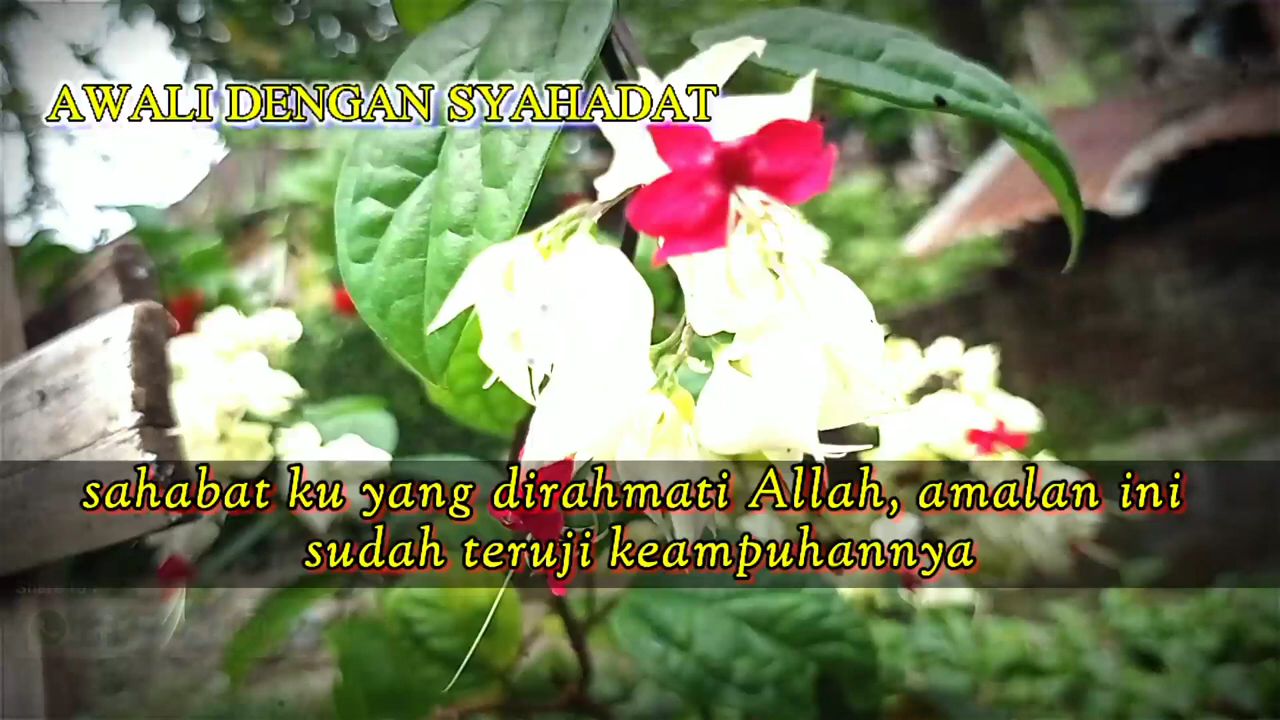 AWALI DENGAN SYAHADAT
sahabat ku yang dirahmati Allah, amalan ini
sudah teruji keampuhannya